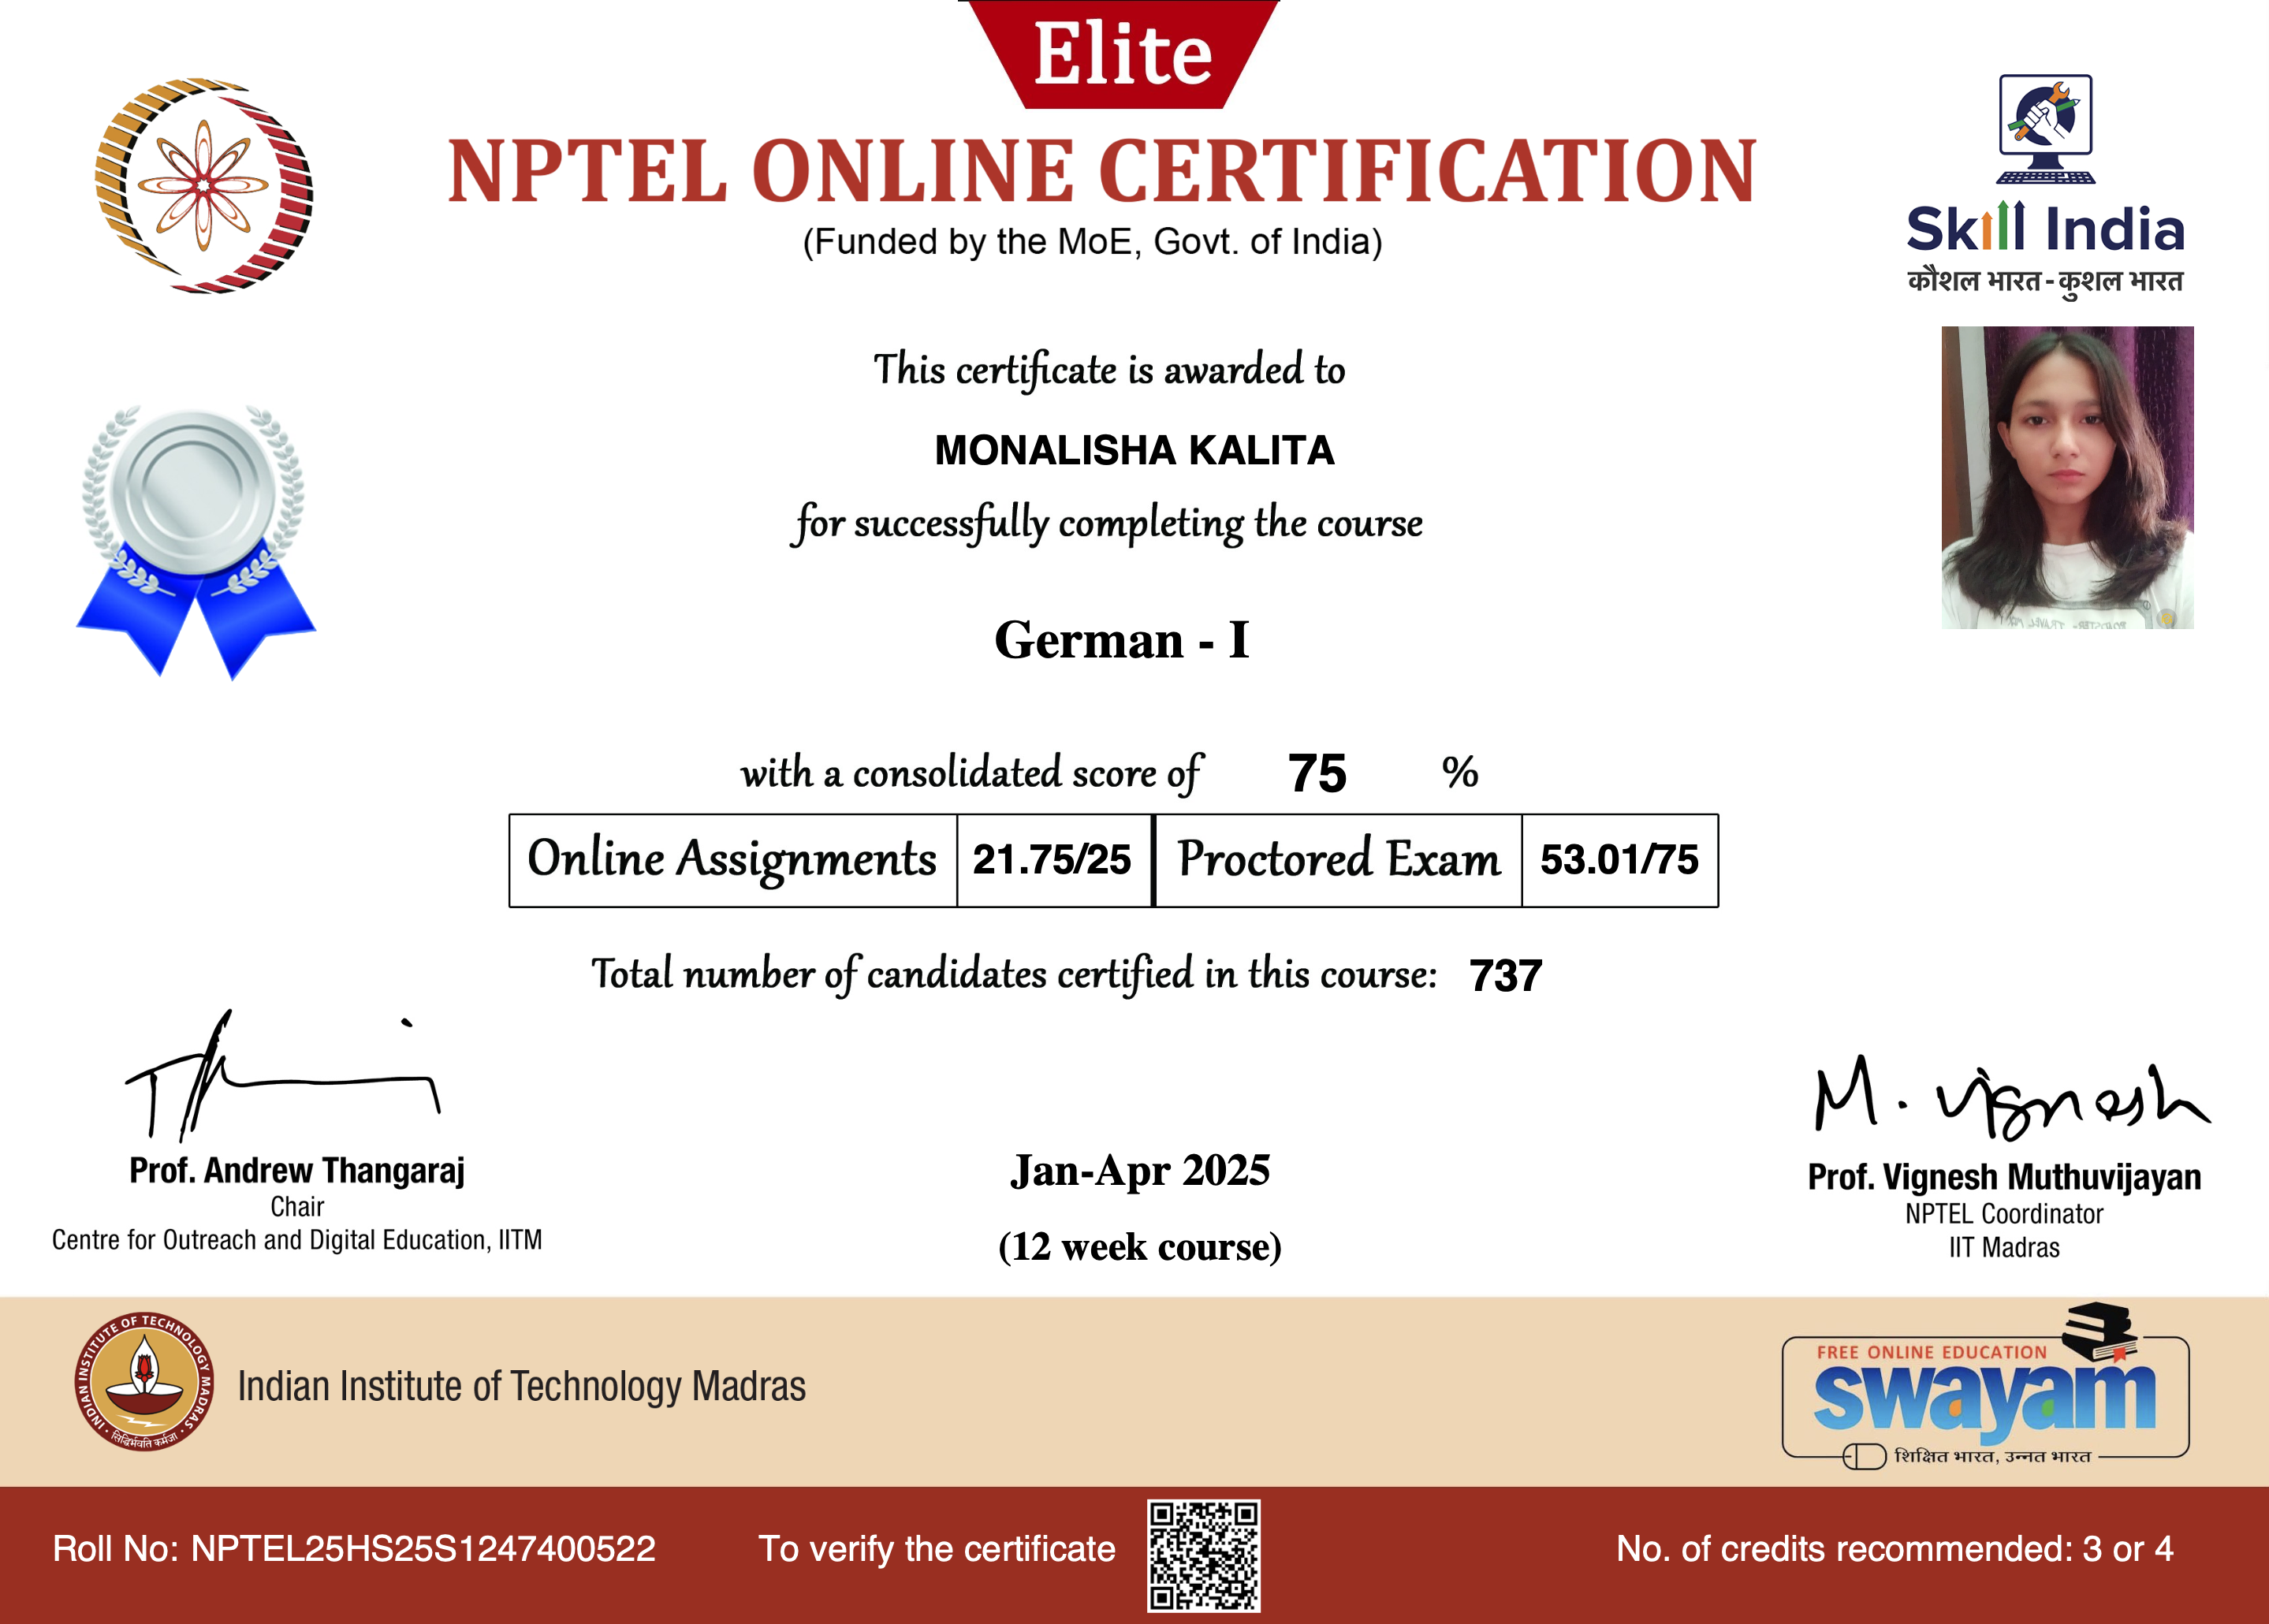 Elite
NPTEL ONLINE CERTIFICATION
(Funded by the MoE, Govt. of India)
Skill India
कौशल भारत - कुशल भारत
This certificate is awarded to
MONALISHA KALITA
for successfully completing the course
German - I
with a consolidated score of 75 %
Online Assignments 21.75/25 Proctored Exam 53.01/75
Total number of candidates certified in this course: 737
M. Vignesh
Prof. Andrew Thangaraj
Chair
Centre for Outreach and Digital Education, IITM
Jan-Apr 2025
(12 week course)
Prof. Vignesh Muthuvijayan
NPTEL Coordinator
IIT Madras
INDIAN INSTITUTE OF TECHNOLOGY MADRAS
सिद्धिर्भवति कर्मजा
Indian Institute of Technology Madras
FREE ONLINE EDUCATION
swayam
शिक्षित भारत, उन्नत भारत
Roll No: NPTEL25HS25S1247400522
To verify the certificate
No. of credits recommended: 3 or 4